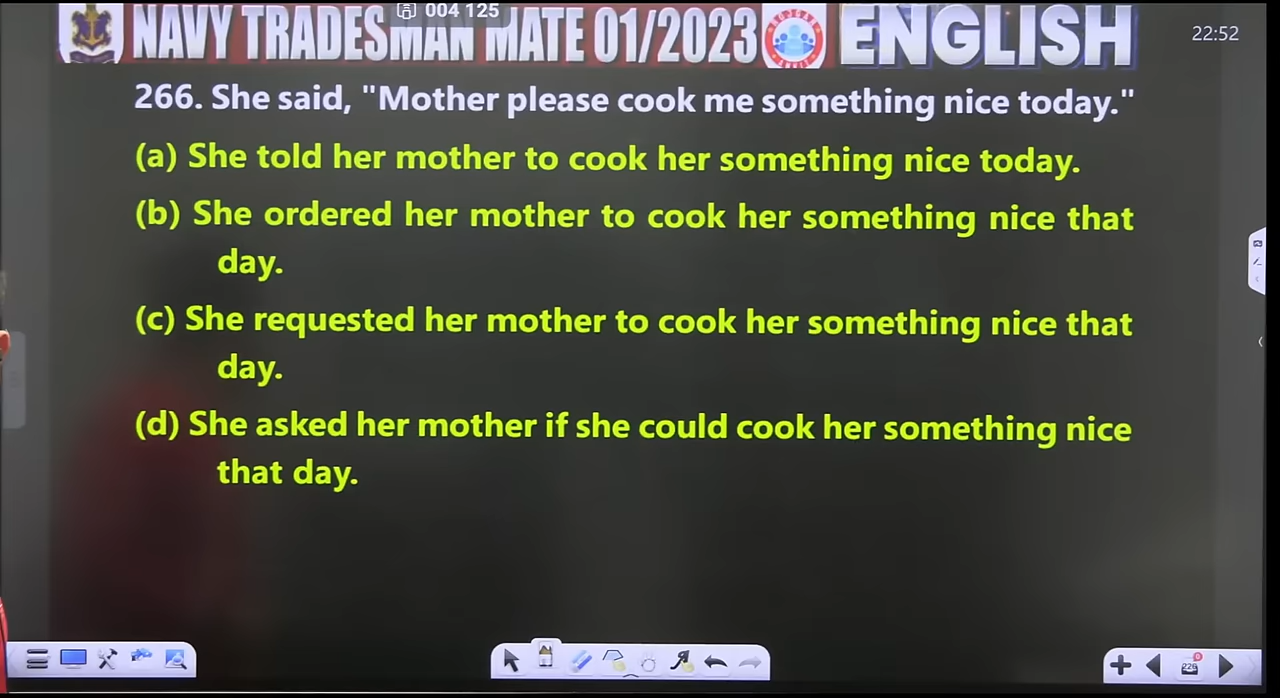 004 125
NAVY TRADESMAN MATE 01/2023 ENGLISH
22:52
266. She said, "Mother please cook me something nice today."
(a) She told her mother to cook her something nice today.
(b) She ordered her mother to cook her something nice that
day.
(c) She requested her mother to cook her something nice that
day.
(d) She asked her mother if she could cook her something nice
that day.
226